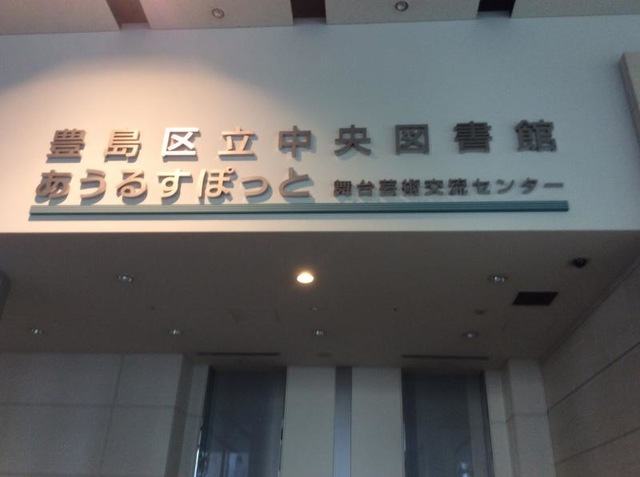 豊島区立中央図書館
あうるすぽっと 舞台芸術交流センター